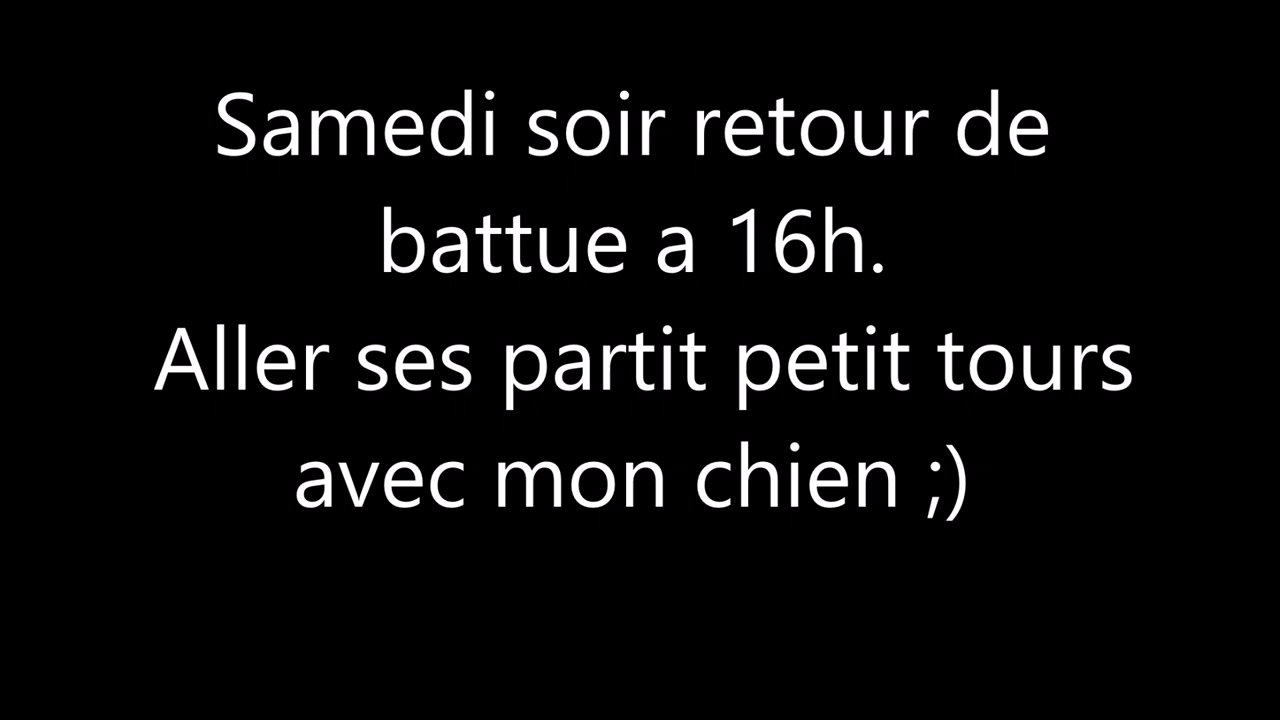 Samedi soir retour de
battue a 16h.
Aller ses partit petit tours
avec mon chien ;)